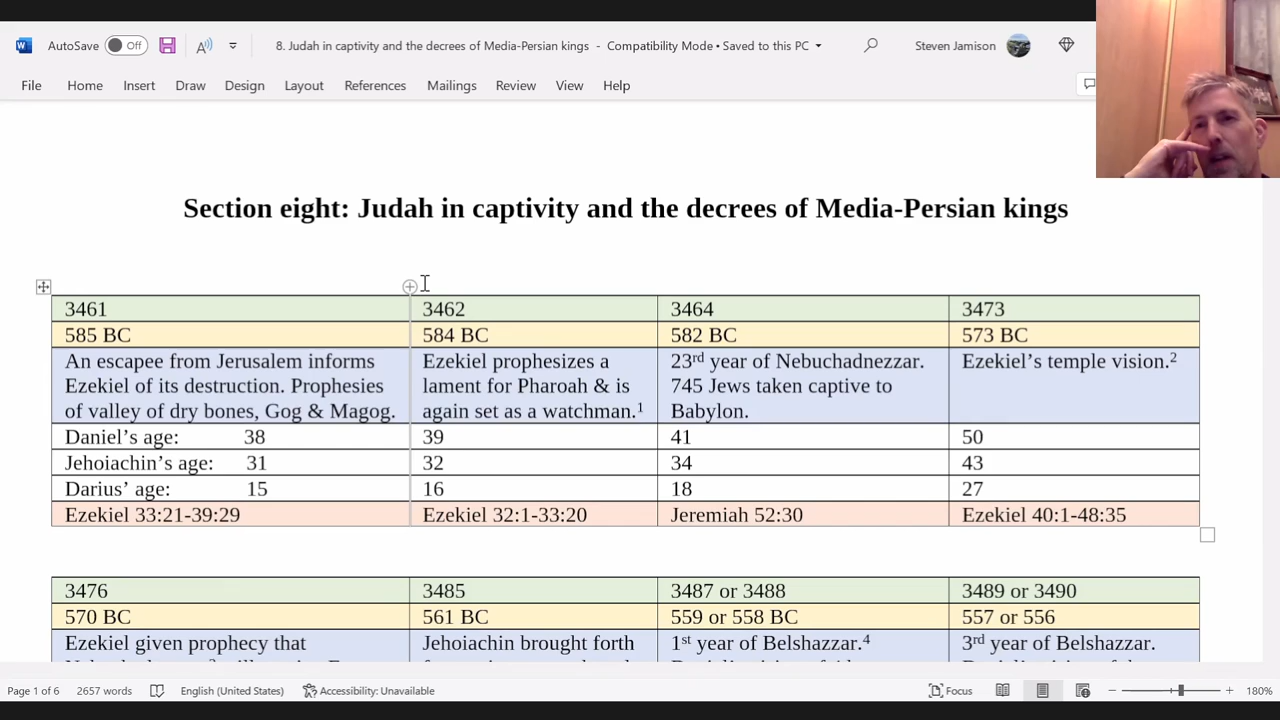 AutoSave Off 8. Judah in captivity and the decrees of Media-Persian kings - Compatibility Mode • Saved to this PC Steven Jamison
File Home Insert Draw Design Layout References Mailings Review View Help
Section eight: Judah in captivity and the decrees of Media-Persian kings
3461 3462 3464 3473
585 BC 584 BC 582 BC 573 BC
An escapee from Jerusalem informs Ezekiel prophesizes a 23rd year of Nebuchadnezzar. Ezekiel’s temple vision.2
Ezekiel of its destruction. Prophesies lament for Pharoah & is 745 Jews taken captive to
of valley of dry bones, Gog & Magog. again set as a watchman.1 Babylon.
Daniel’s age: 38 39 41 50
Jehoiachin’s age: 31 32 34 43
Darius’ age: 15 16 18 27
Ezekiel 33:21-39:29 Ezekiel 32:1-33:20 Jeremiah 52:30 Ezekiel 40:1-48:35
3476 3485 3487 or 3488 3489 or 3490
570 BC 561 BC 559 or 558 BC 557 or 556
Ezekiel given prophecy that Jehoiachin brought forth 1st year of Belshazzar.4 3rd year of Belshazzar.
Page 1 of 6 2657 words English (United States) Accessibility: Unavailable Focus 180%